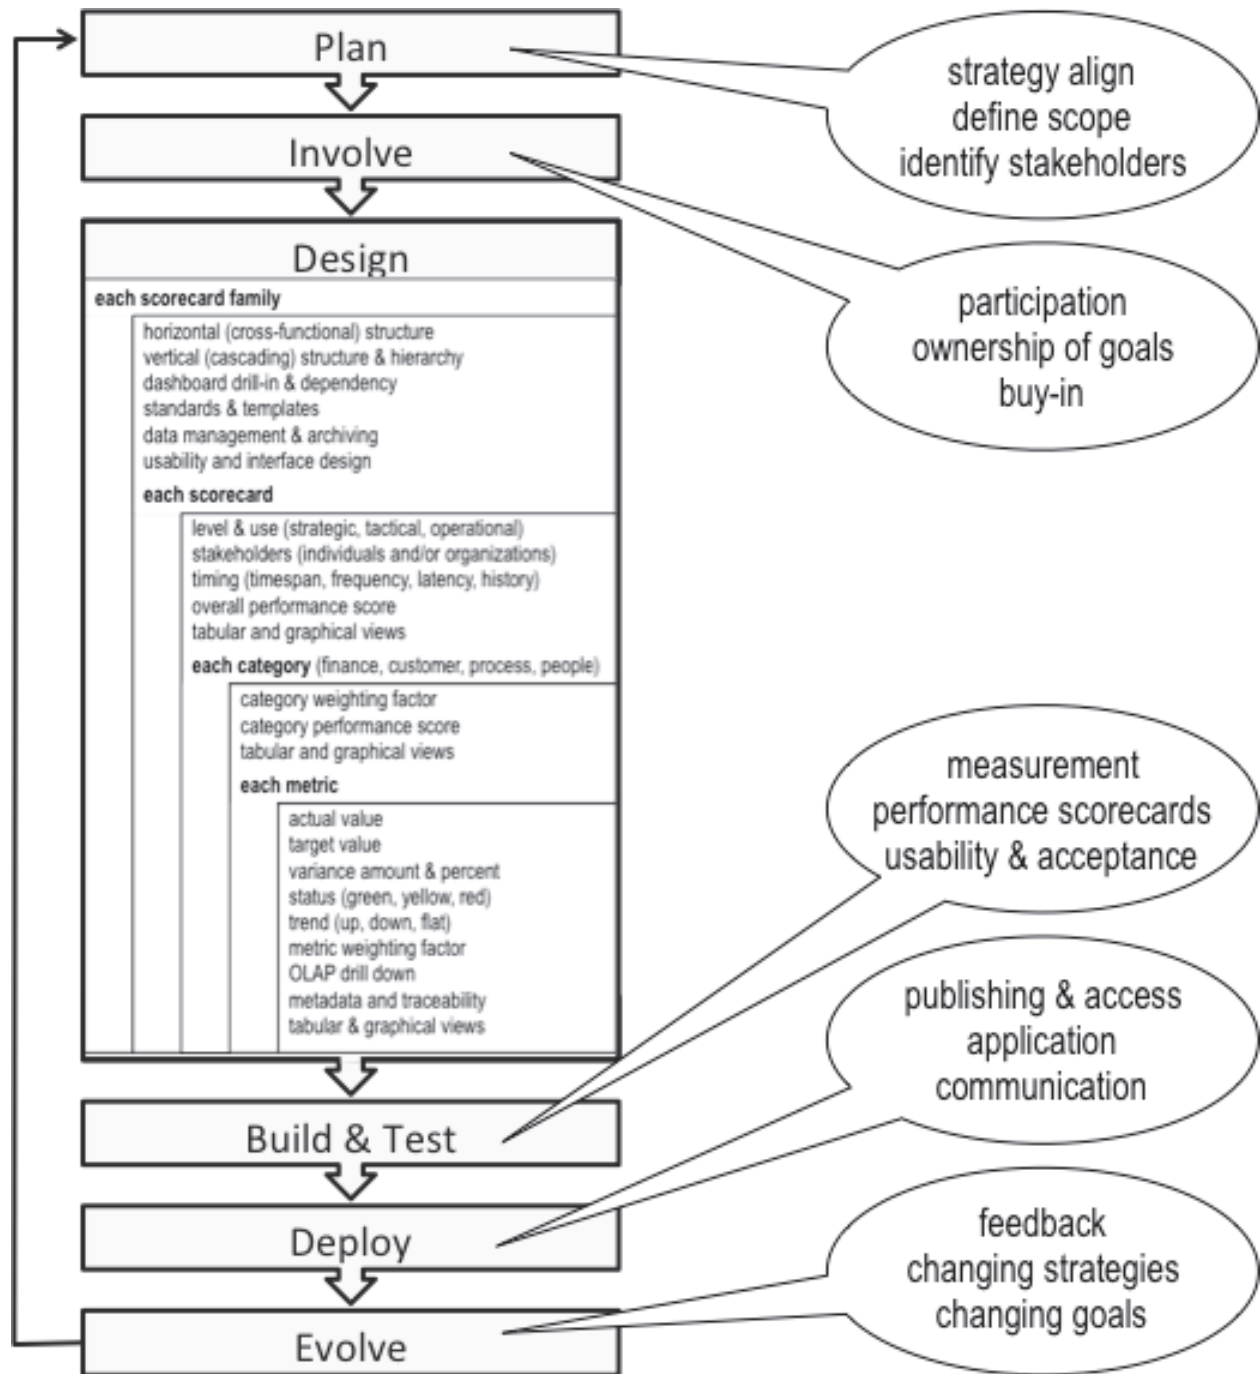 Plan
strategy align
define scope
identify stakeholders
Involve
participation
ownership of goals
buy-in
Design
each scorecard family
horizontal (cross-functional) structure
vertical (cascading) structure & hierarchy
dashboard drill-in & dependency
standards & templates
data management & archiving
usability and interface design
each scorecard
level & use (strategic, tactical, operational)
stakeholders (individuals and/or organizations)
timing (timespan, frequency, latency, history)
overall performance score
tabular and graphical views
each category (finance, customer, process, people)
category weighting factor
category performance score
tabular and graphical views
each metric
actual value
target value
variance amount & percent
status (green, yellow, red)
trend (up, down, flat)
metric weighting factor
OLAP drill down
metadata and traceability
tabular & graphical views
Build & Test
measurement
performance scorecards
usability & acceptance
Deploy
publishing & access
application
communication
Evolve
feedback
changing strategies
changing goals